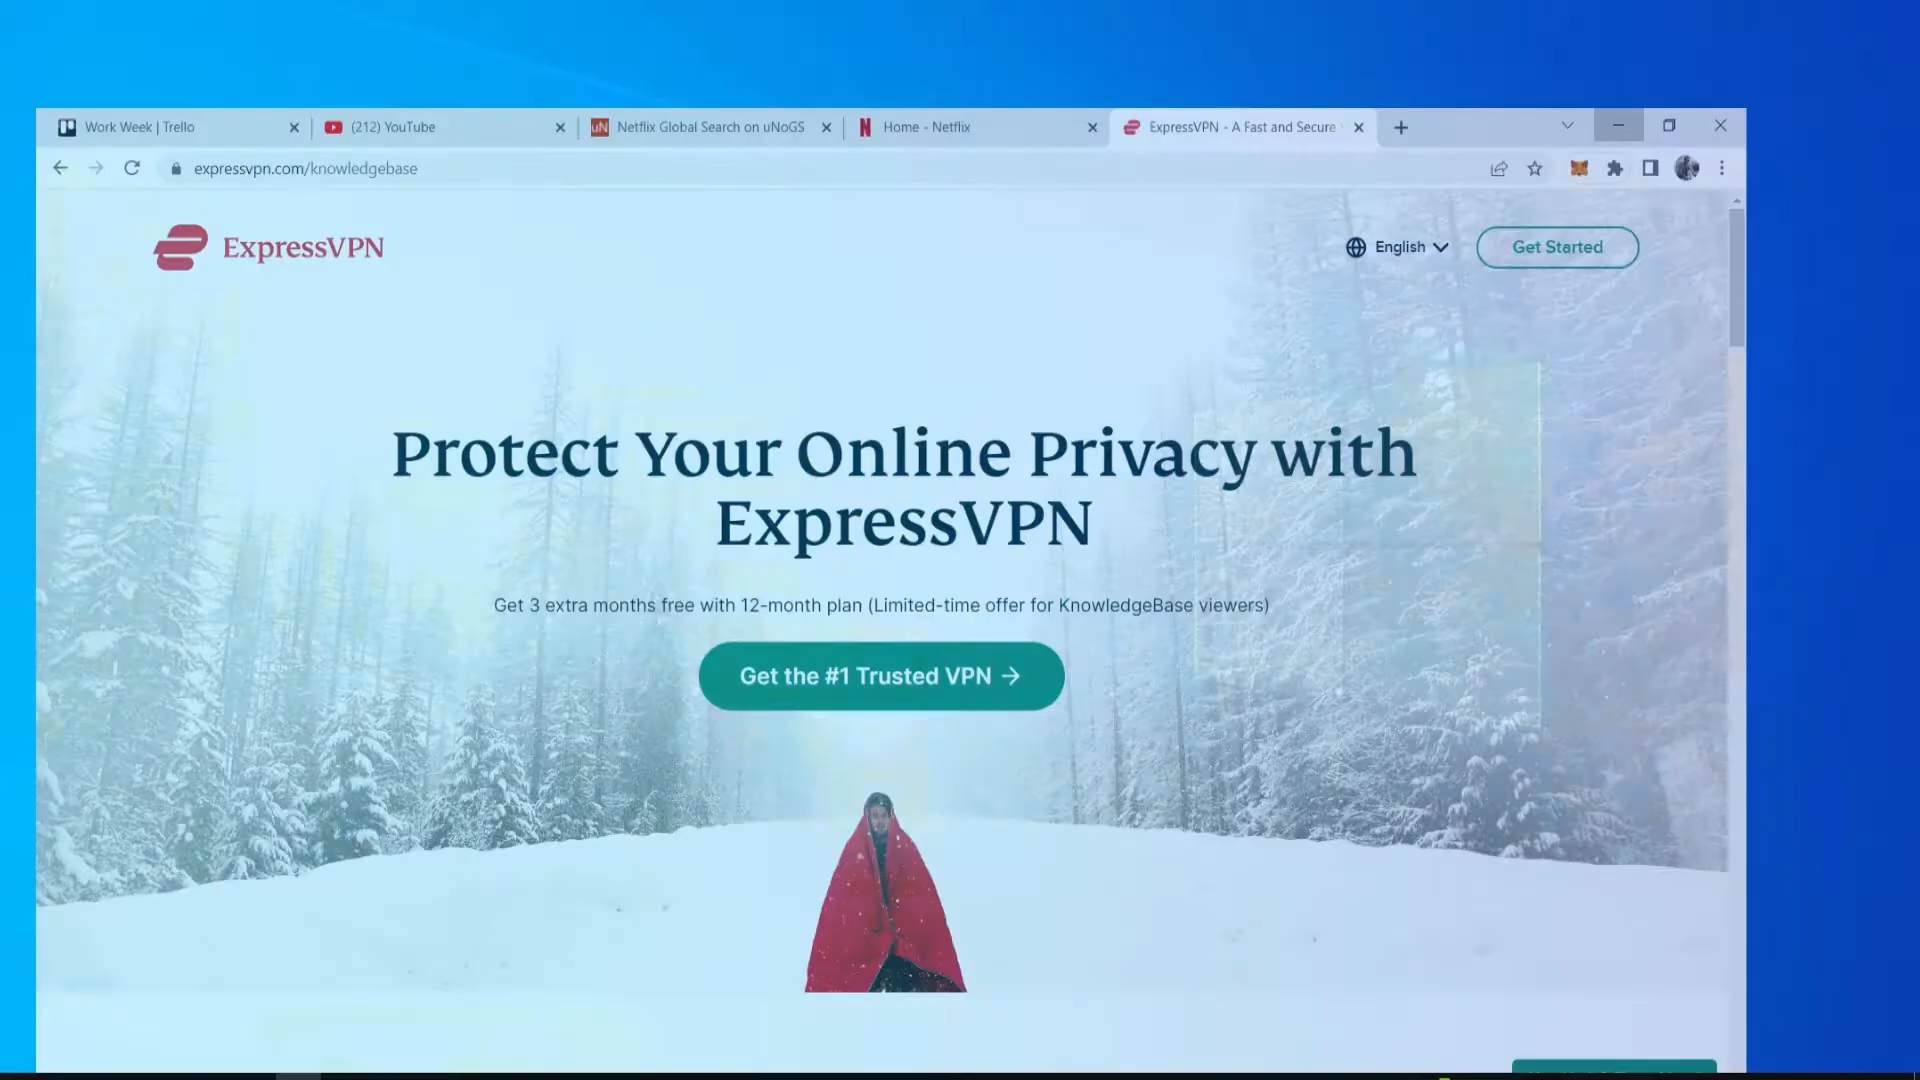 Work Week | Trello
(212) YouTube
uN
Netflix Global Search on uNoGS
Home - Netflix
ExpressVPN - A Fast and Secure
expressvpn.com/knowledgebase
ExpressVPN
English
Get Started
Protect Your Online Privacy with
ExpressVPN
Get 3 extra months free with 12-month plan (Limited-time offer for KnowledgeBase viewers)
Get the #1 Trusted VPN →